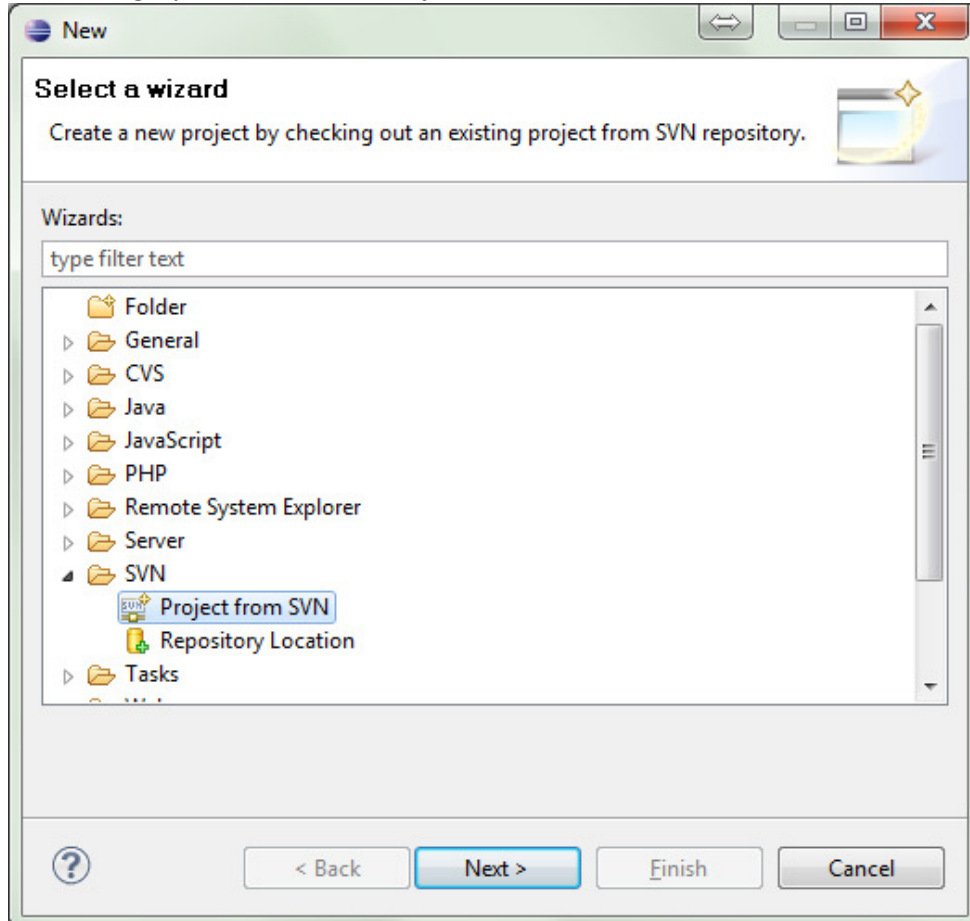 New
Select a wizard
Create a new project by checking out an existing project from SVN repository.
Wizards:
type filter text
Folder
General
CVS
Java
JavaScript
PHP
Remote System Explorer
Server
SVN
Project from SVN
Repository Location
Tasks
< Back Next > Finish Cancel